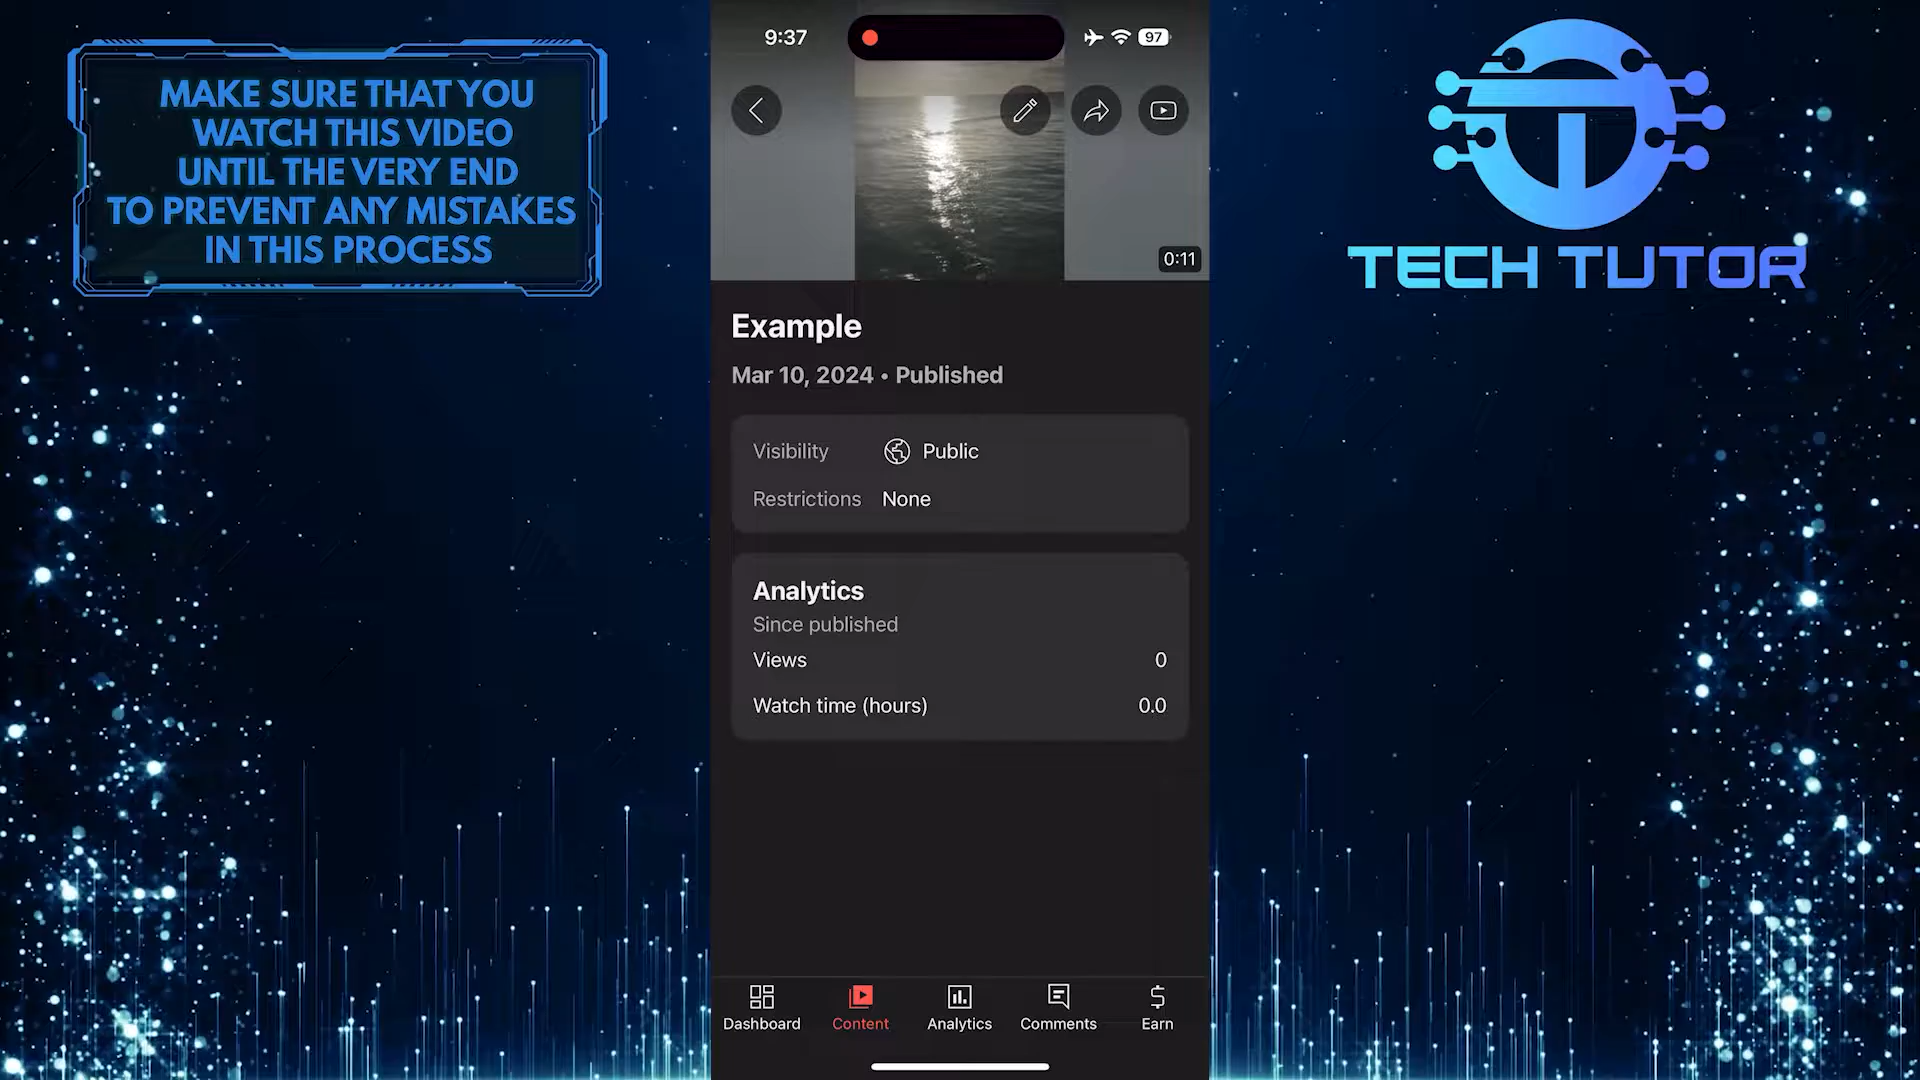 MAKE SURE THAT YOU
WATCH THIS VIDEO
UNTIL THE VERY END
TO PREVENT ANY MISTAKES
IN THIS PROCESS
9:37
97
0:11
Example
Mar 10, 2024 • Published
Visibility Public
Restrictions None
Analytics
Since published
Views 0
Watch time (hours) 0.0
Dashboard Content Analytics Comments Earn
TECH TUTOR